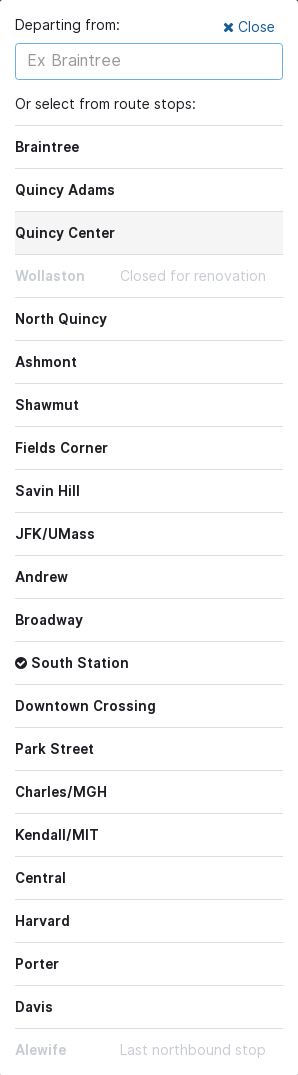 Departing from:
Close
Ex Braintree
Or select from route stops:
Braintree
Quincy Adams
Quincy Center
Wollaston Closed for renovation
North Quincy
Ashmont
Shawmut
Fields Corner
Savin Hill
JFK/UMass
Andrew
Broadway
South Station
Downtown Crossing
Park Street
Charles/MGH
Kendall/MIT
Central
Harvard
Porter
Davis
Alewife Last northbound stop